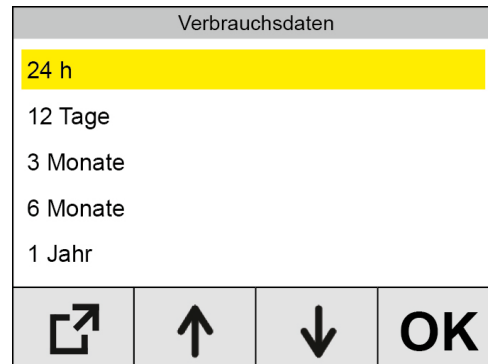 Verbrauchsdaten
24 h
12 Tage
3 Monate
6 Monate
1 Jahr
OK